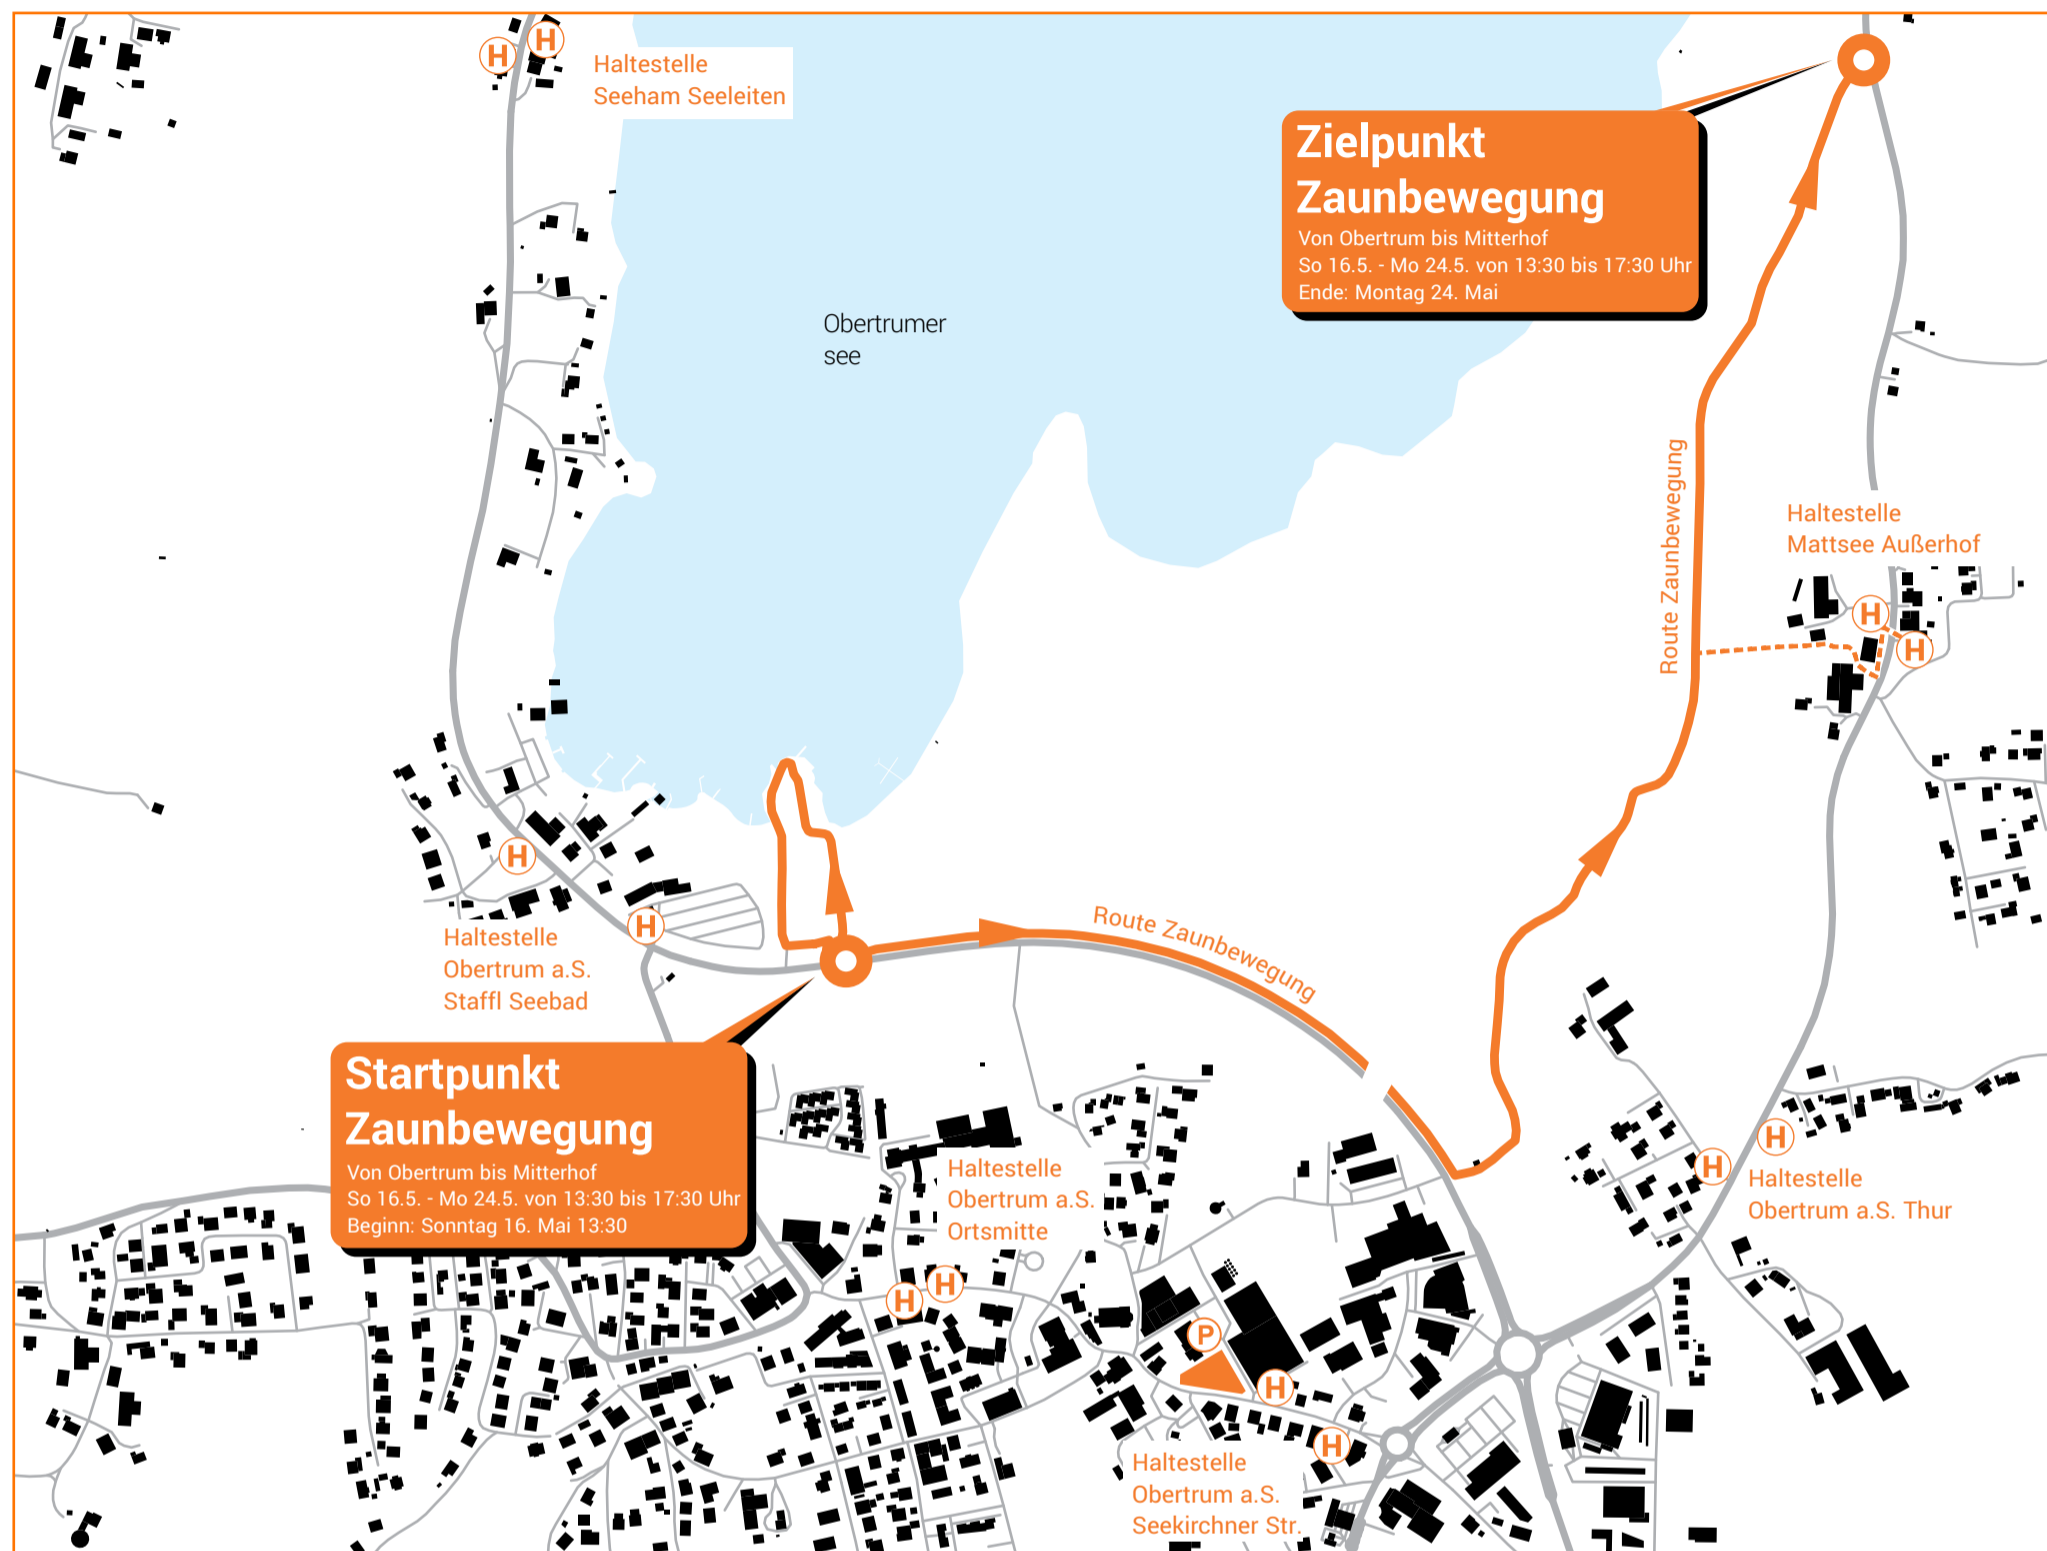 H
H
Haltestelle
Seeham Seeleiten
Zielpunkt
Zaunbewegung
Von Obertrum bis Mitterhof
So 16.5. - Mo 24.5. von 13:30 bis 17:30 Uhr
Ende: Montag 24. Mai
Obertrumer
see
Route Zaunbewegung
Haltestelle
Mattsee Außerhof
H
H
H
H
Haltestelle
Obertrum a.S.
Staffl Seebad
Route Zaunbewegung
Startpunkt
Zaunbewegung
Von Obertrum bis Mitterhof
So 16.5. - Mo 24.5. von 13:30 bis 17:30 Uhr
Beginn: Sonntag 16. Mai 13:30
Haltestelle
Obertrum a.S.
Ortsmitte
H
H
H
H
Haltestelle
Obertrum a.S. Thur
P
H
H
Haltestelle
Obertrum a.S.
Seekirchner Str.